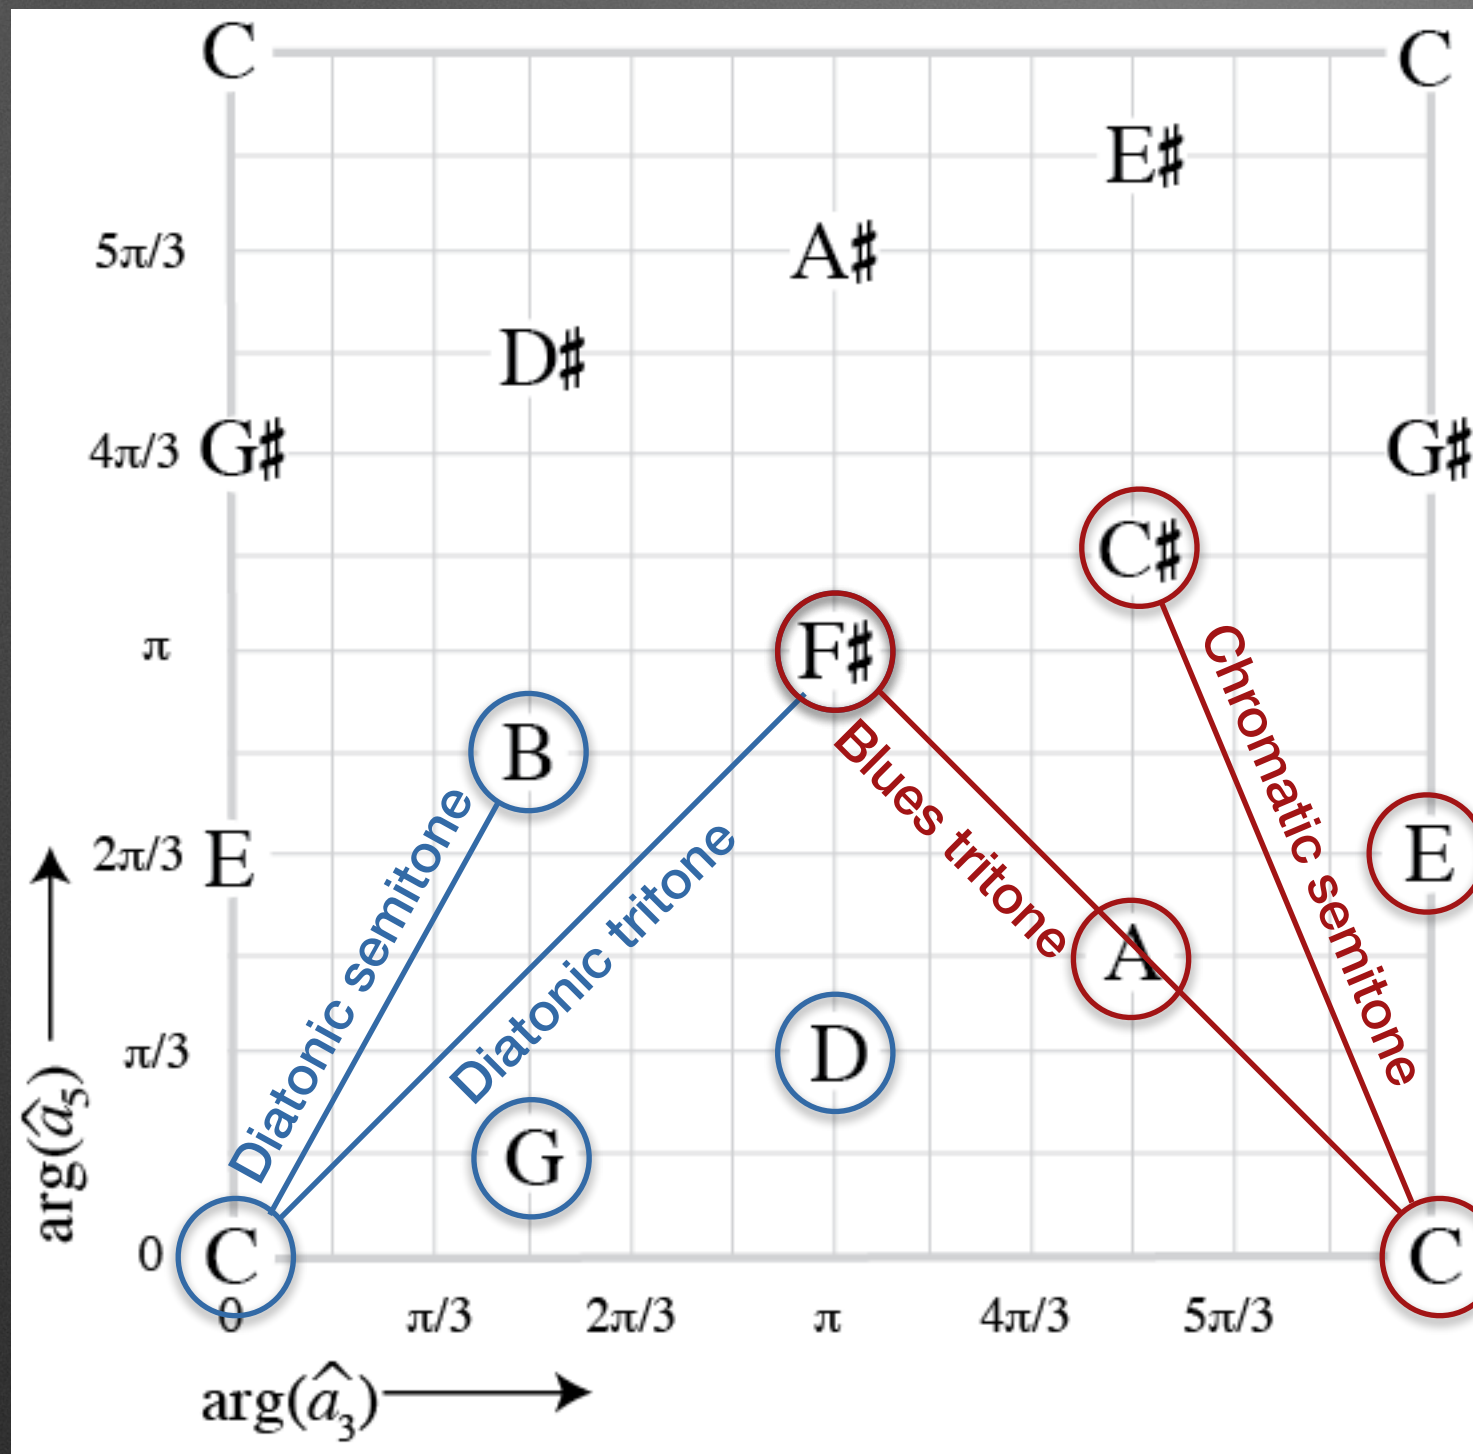 C C
E♯
5π/3 A♯
D♯
4π/3 G♯ G♯
C♯
π F♯
B
2π/3 E E
A
π/3 D
G
0 C C
Diatonic semitone
Diatonic tritone
Blues tritone
Chromatic semitone
0 π/3 2π/3 π 4π/3 5π/3
arg(â₅)
arg(â₃)